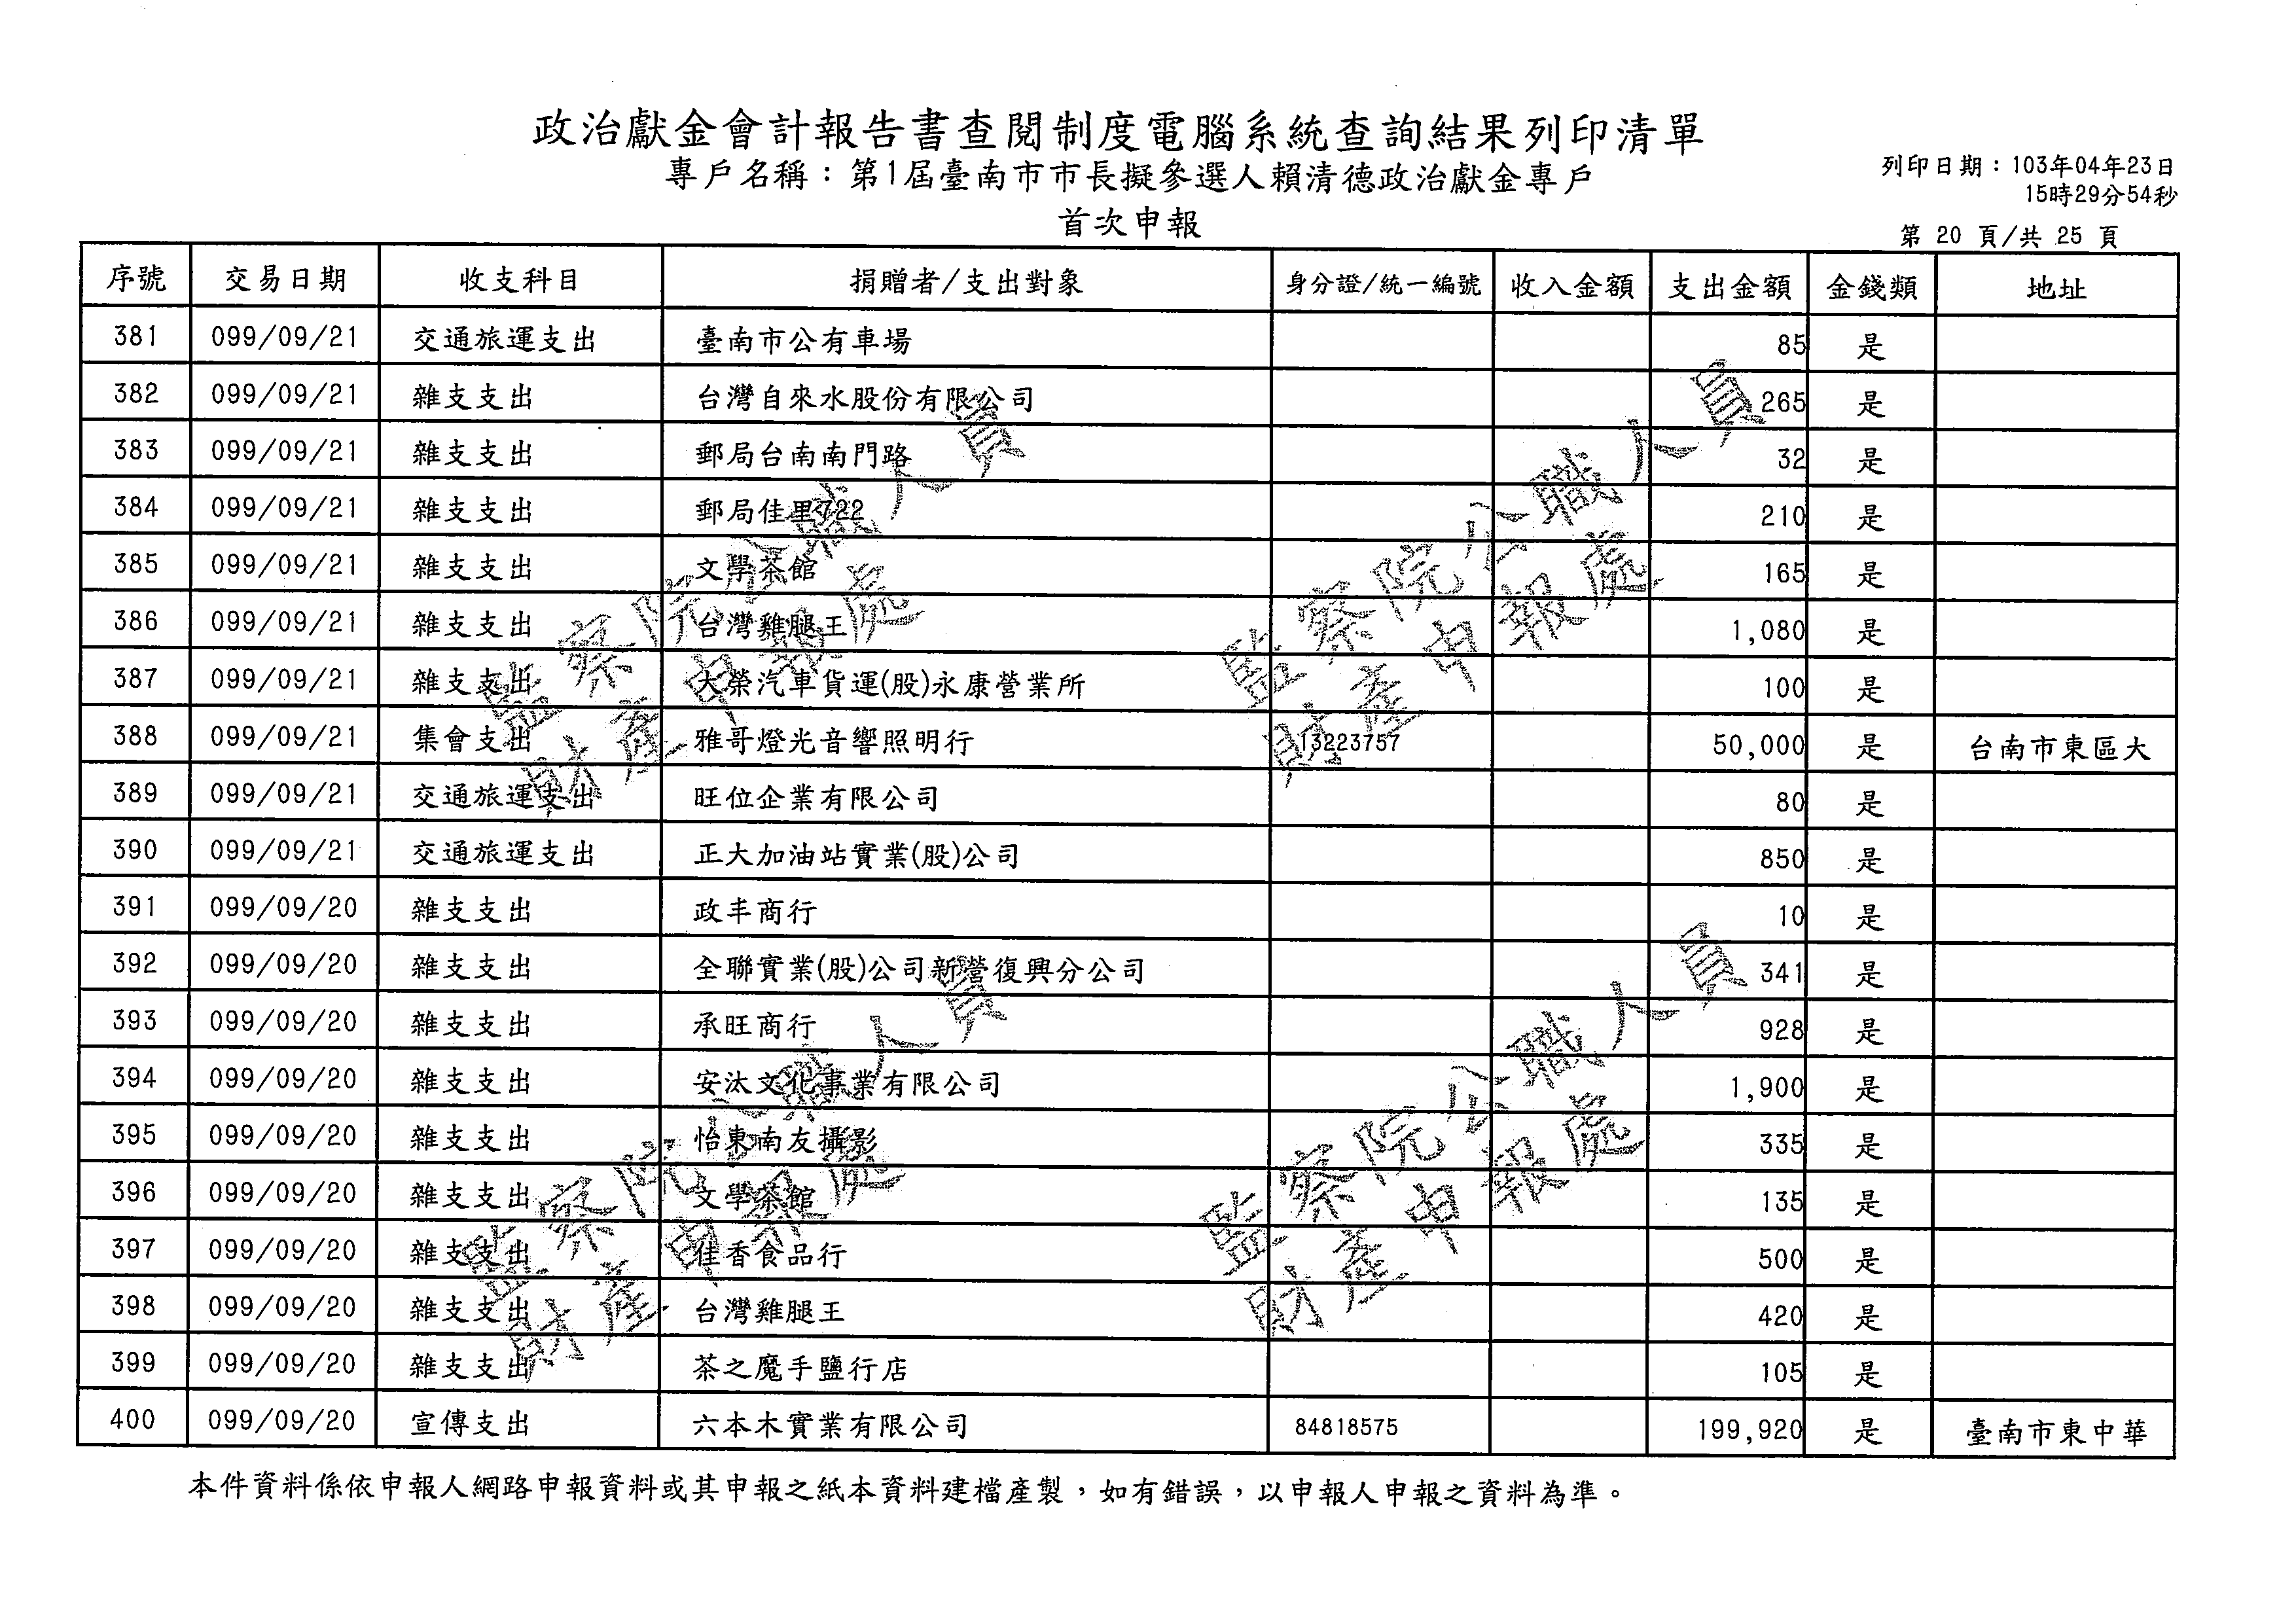 政治獻金會計報告書查閱制度電腦系統查詢結果列印清單
專戶名稱：第1屆臺南市市長擬參選人賴清德政治獻金專戶
列印日期：103年04年23日
15時29分54秒
首次申報
第 20 頁/共 25 頁
序號 交易日期 收支科目 捐贈者/支出對象 身分證/統一編號 收入金額 支出金額 金錢類 地址
381 099/09/21 交通旅運支出 臺南市公有車場 85 是
382 099/09/21 雜支支出 台灣自來水股份有限公司 265 是
383 099/09/21 雜支支出 郵局台南南門路 32 是
384 099/09/21 雜支支出 郵局佳里722 210 是
385 099/09/21 雜支支出 文學茶館 165 是
386 099/09/21 雜支支出 台灣雞腿王 1,080 是
387 099/09/21 雜支支出 大榮汽車貨運(股)永康營業所 100 是
388 099/09/21 集會支出 雅哥燈光音響照明行 13223757 50,000 是 台南市東區大
389 099/09/21 交通旅運支出 旺位企業有限公司 80 是
390 099/09/21 交通旅運支出 正大加油站實業(股)公司 850 是
391 099/09/20 雜支支出 政丰商行 10 是
392 099/09/20 雜支支出 全聯實業(股)公司新營復興分公司 341 是
393 099/09/20 雜支支出 承旺商行 928 是
394 099/09/20 雜支支出 安汰文化事業有限公司 1,900 是
395 099/09/20 雜支支出 怡東南友攝影 335 是
396 099/09/20 雜支支出 文學茶館 135 是
397 099/09/20 雜支支出 佳香食品行 500 是
398 099/09/20 雜支支出 台灣雞腿王 420 是
399 099/09/20 雜支支出 茶之魔手鹽行店 105 是
400 099/09/20 宣傳支出 六本木實業有限公司 84818575 199,920 是 臺南市東中華
監察院公職人員
財產申報處
監察院公職人員
財產申報處
監察院公職人員
財產申報處
監察院公職人員
財產申報處
本件資料係依申報人網路申報資料或其申報之紙本資料建檔產製，如有錯誤，以申報人申報之資料為準。